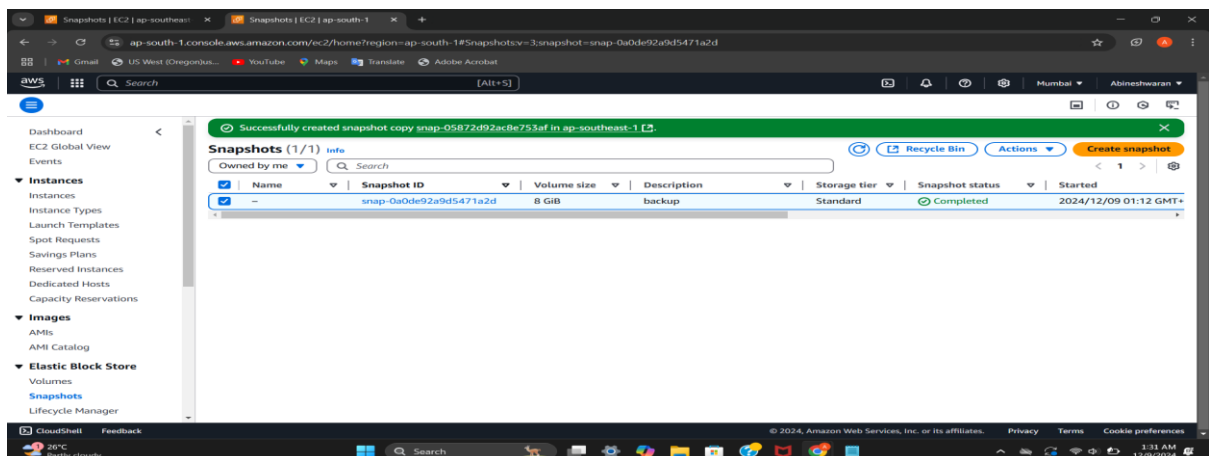 Snapshots | EC2 | ap-southeast
Snapshots | EC2 | ap-south-1
ap-south-1.console.aws.amazon.com/ec2/home?region=ap-south-1#Snapshots:v=3;snapshot=snap-0a0de92a9d5471a2d
Gmail US West (Oregon)us... YouTube Maps Translate Adobe Acrobat
aws Search [Alt+S] Mumbai Abineshwaran
Dashboard
EC2 Global View
Events
Instances
Instances
Instance Types
Launch Templates
Spot Requests
Savings Plans
Reserved Instances
Dedicated Hosts
Capacity Reservations
Images
AMIs
AMI Catalog
Elastic Block Store
Volumes
Snapshots
Lifecycle Manager
Successfully created snapshot copy snap-05872d92ac8e753af in ap-southeast-1.
Snapshots (1/1) Info Recycle Bin Actions Create snapshot
Owned by me Search 1
Name Snapshot ID Volume size Description Storage tier Snapshot status Started
– snap-0a0de92a9d5471a2d 8 GiB backup Standard Completed 2024/12/09 01:12 GMT+
CloudShell Feedback © 2024, Amazon Web Services, Inc. or its affiliates. Privacy Terms Cookie preferences
1 26°C Search 1:31 AM
Partly cloudy 12/9/2024